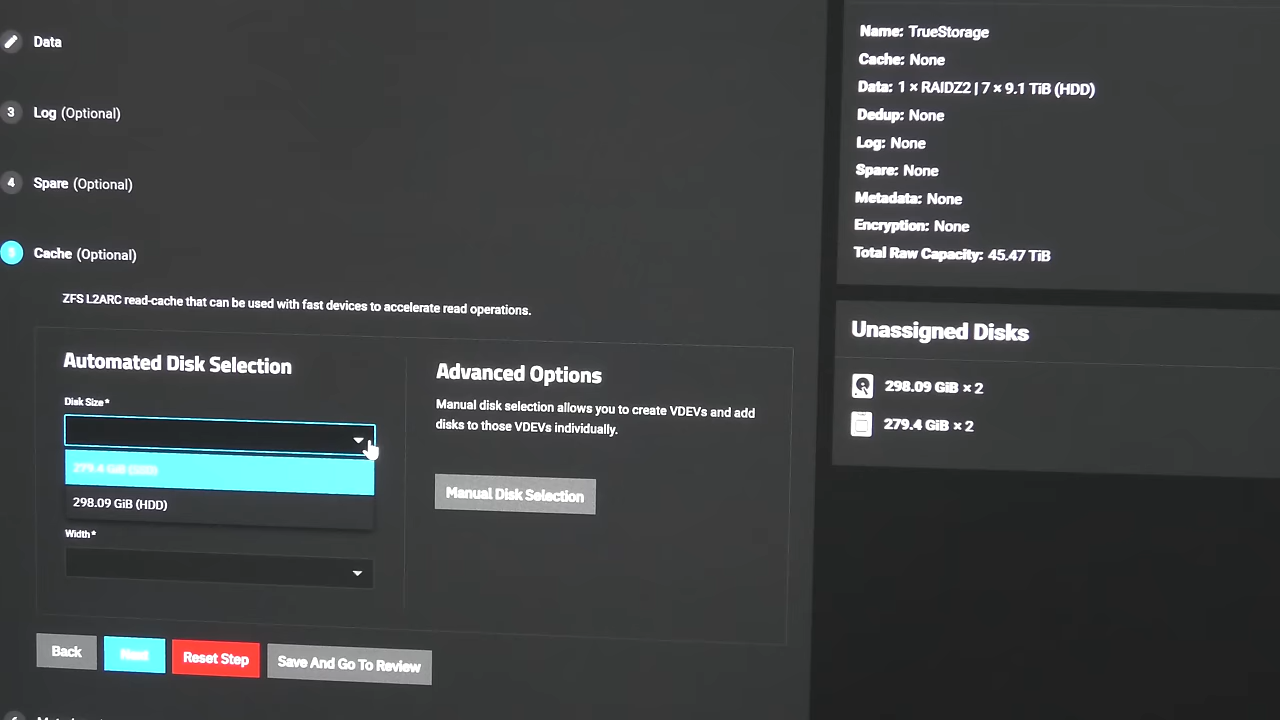 Data
3 Log (Optional)
4 Spare (Optional)
Cache (Optional)
ZFS L2ARC read-cache that can be used with fast devices to accelerate read operations.
Automated Disk Selection
Disk Size*
298.09 GiB (HDD)
Width*
Advanced Options
Manual disk selection allows you to create VDEVs and add
disks to those VDEVs individually.
Manual Disk Selection
Back
Next
Reset Step
Save And Go To Review
Name: TrueStorage
Cache: None
Data: 1 × RAIDZ2 | 7 × 9.1 TiB (HDD)
Dedup: None
Log: None
Spare: None
Metadata: None
Encryption: None
Total Raw Capacity: 45.47 TiB
Unassigned Disks
298.09 GiB × 2
279.4 GiB × 2